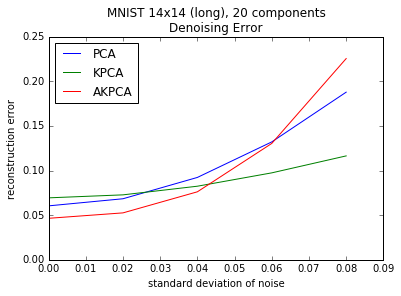 MNIST 14x14 (long), 20 components
Denoising Error
0.25
0.20
0.15
0.10
0.05
0.00
reconstruction error
PCA
KPCA
AKPCA
0.00 0.01 0.02 0.03 0.04 0.05 0.06 0.07 0.08 0.09
standard deviation of noise